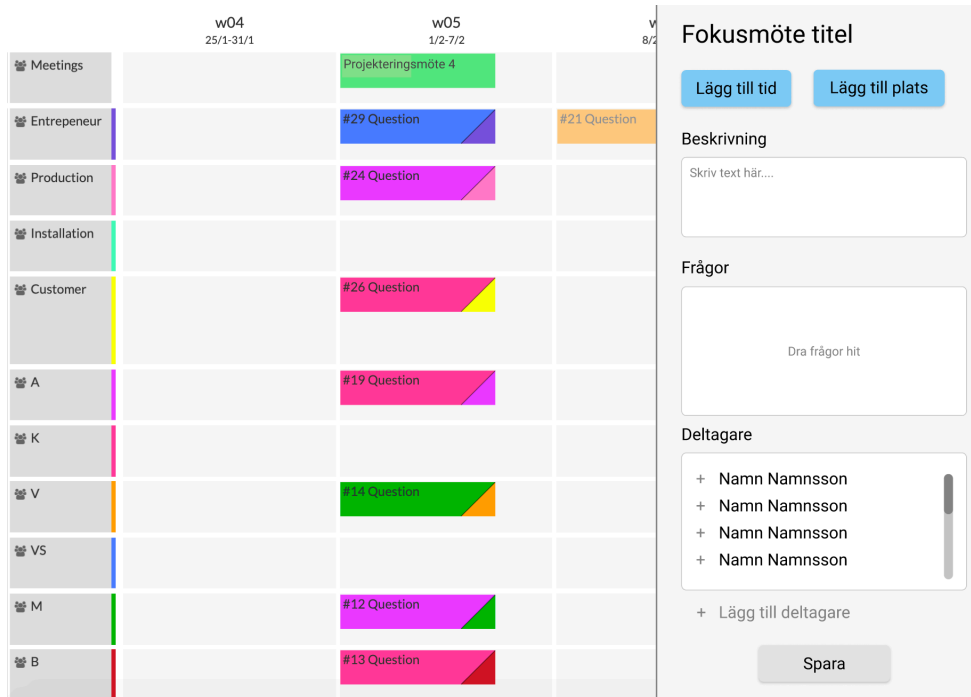 w04
25/1-31/1
w05
1/2-7/2
8/2
Meetings
Projekteringsmöte 4
Entrepeneur
#29 Question
#21 Question
Production
#24 Question
Installation
Customer
#26 Question
A
#19 Question
K
V
#14 Question
VS
M
#12 Question
B
#13 Question
Fokusmöte titel
Lägg till tid
Lägg till plats
Beskrivning
Skriv text här....
Frågor
Dra frågor hit
Deltagare
+ Namn Namnsson
+ Namn Namnsson
+ Namn Namnsson
+ Namn Namnsson
+ Lägg till deltagare
Spara